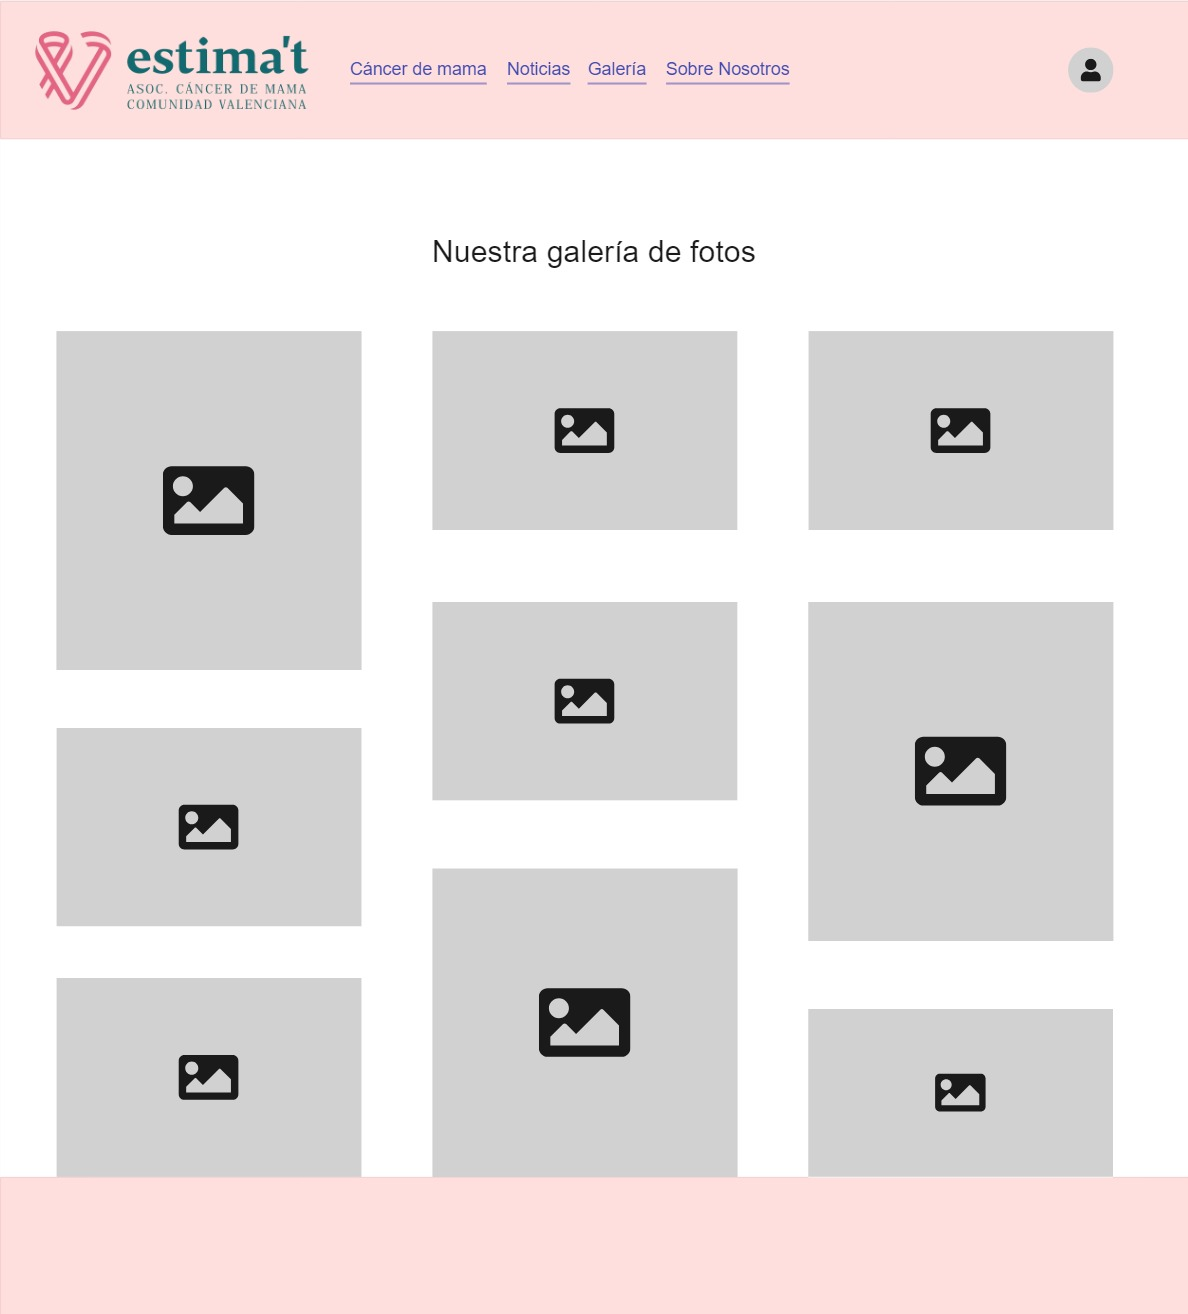 estima't
ASOC. CÁNCER DE MAMA
COMUNIDAD VALENCIANA
Cáncer de mama Noticias Galería Sobre Nosotros
Nuestra galería de fotos